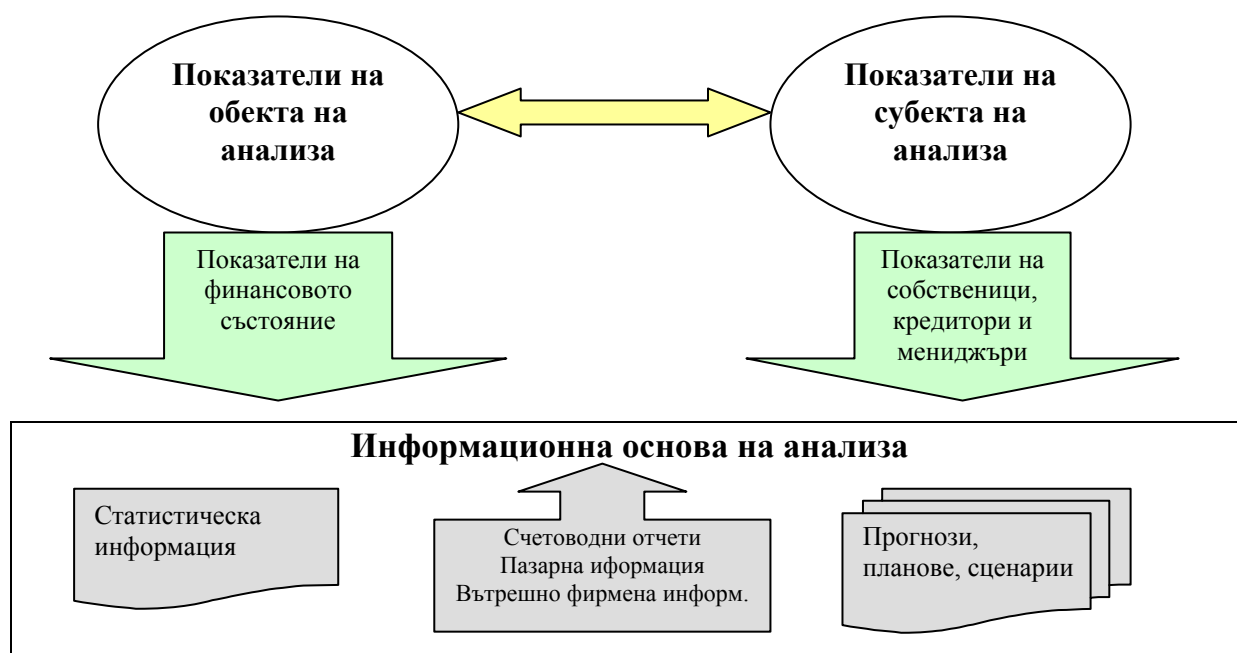 Показатели на
обекта на
анализа
Показатели на
субекта на
анализа
Показатели на
финансовото
състояние
Показатели на
собственици,
кредитори и
мениджъри
Информационна основа на анализа
Статистическа
информация
Счетоводни отчети
Пазарна иформация
Вътрешно фирмена информ.
Прогнози,
планове, сценарии